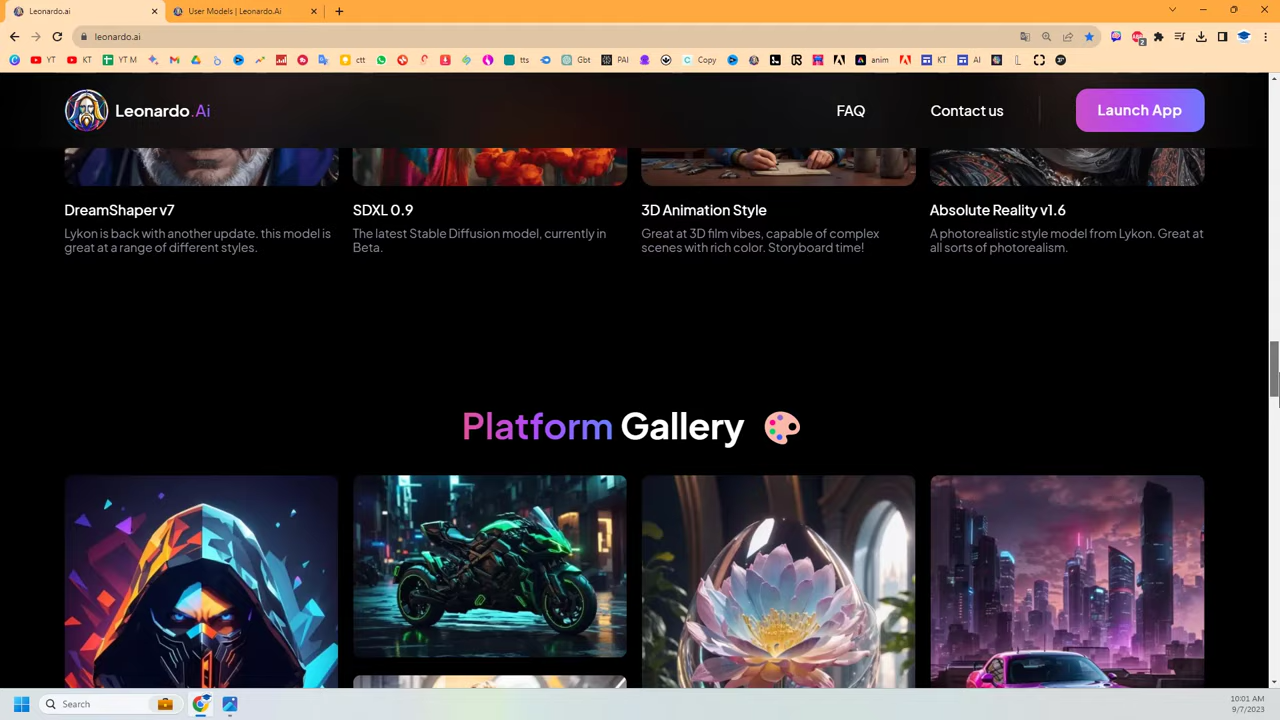 Leonardo.ai
User Models | Leonardo.Ai
leonardo.ai
YT
KT
YT M
ctt
tts
Gbt
PAI
Copy
anim
KT
AI
Leonardo.Ai
FAQ
Contact us
Launch App
DreamShaper v7
Lykon is back with another update. this model is
great at a range of different styles.
SDXL 0.9
The latest Stable Diffusion model, currently in
Beta.
3D Animation Style
Great at 3D film vibes, capable of complex
scenes with rich color. Storyboard time!
Absolute Reality v1.6
A photorealistic style model from Lykon. Great at
all sorts of photorealism.
Platform Gallery
Search
10:01 AM
9/7/2023